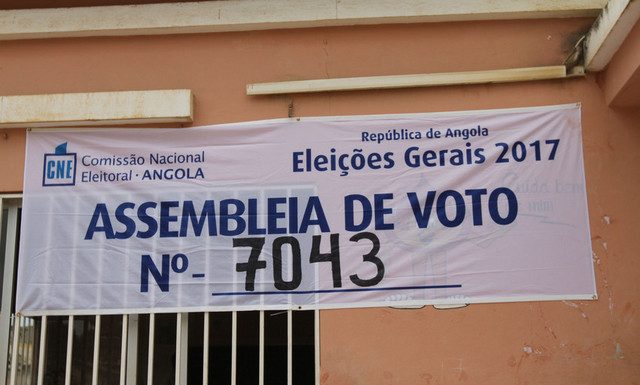 CNE
Comissão Nacional
Eleitoral · ANGOLA
República de Angola
Eleições Gerais 2017
ASSEMBLEIA DE VOTO
Nº- 7043